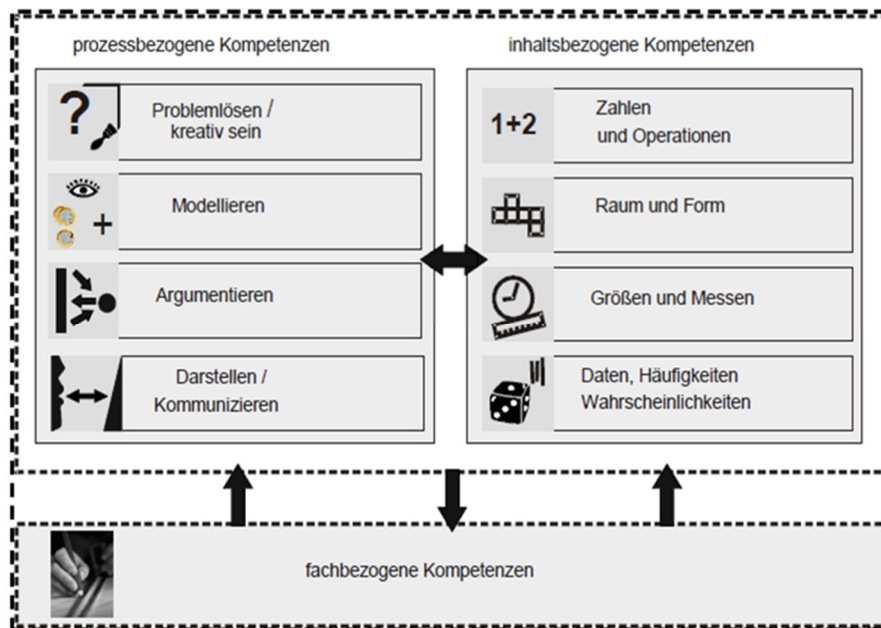 prozessbezogene Kompetenzen
Problemlösen /
kreativ sein
Modellieren
Argumentieren
Darstellen /
Kommunizieren
inhaltsbezogene Kompetenzen
1+2
Zahlen
und Operationen
Raum und Form
Größen und Messen
Daten, Häufigkeiten
Wahrscheinlichkeiten
fachbezogene Kompetenzen